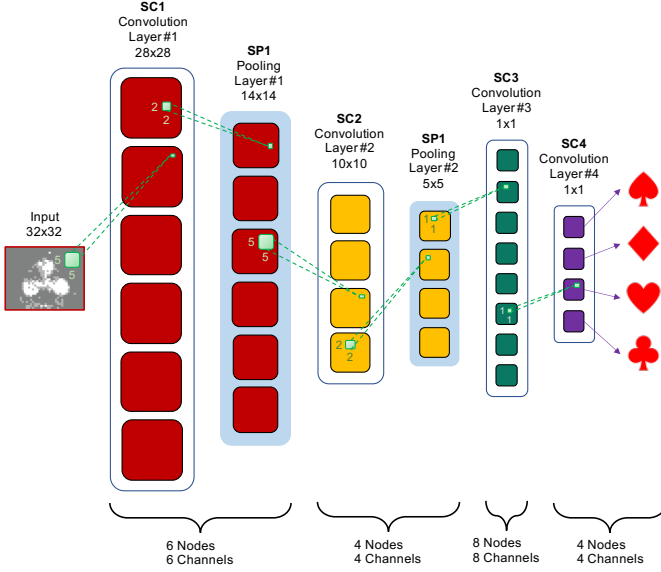 SC1
Convolution
Layer#1
28x28
SP1
Pooling
Layer#1
14x14
SC2
Convolution
Layer#2
10x10
SP1
Pooling
Layer#2
5x5
SC3
Convolution
Layer#3
1x1
SC4
Convolution
Layer#4
1x1
Input
32x32
5
5
2
2
5
5
2
2
1
1
1
1
6 Nodes
6 Channels
4 Nodes
4 Channels
8 Nodes
8 Channels
4 Nodes
4 Channels